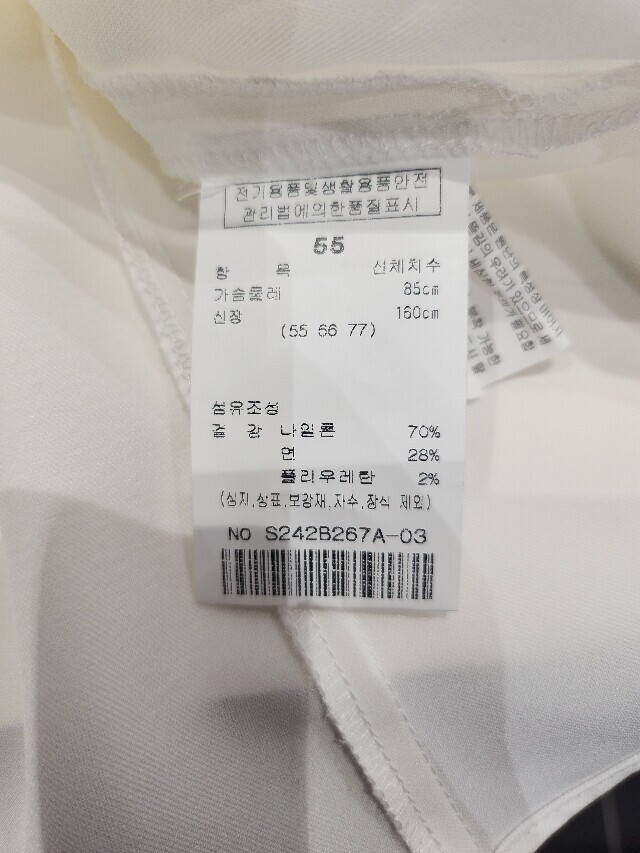 전기용품및생활용품안전
관리법에의한품질표시
55
항 목 신체치수
가슴둘레 85cm
신장 160cm
(55 66 77)
섬유조성
겉 감 나일론 70%
면 28%
폴리우레탄 2%
(심지,상표,보강재,자수,장식 제외)
NO S242B267A-03